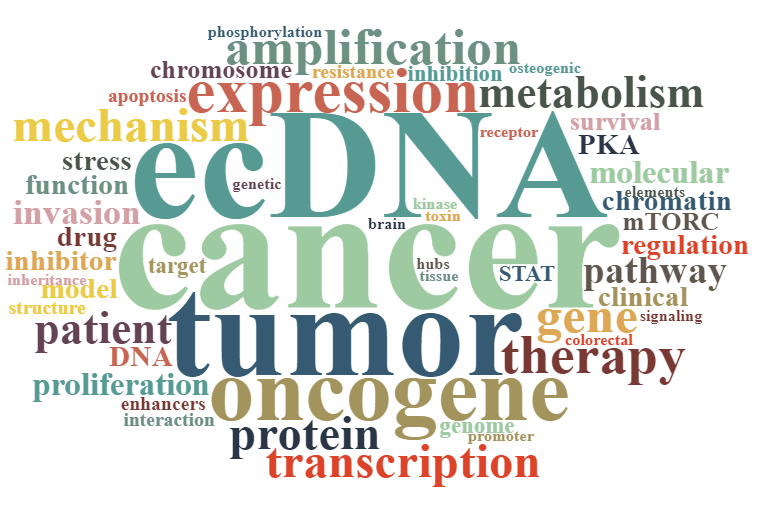 phosphorylation
amplification
chromosome
resistance
inhibition
osteogenic
apoptosis
expression
metabolism
mechanism
ecDNA
receptor
survival
PKA
stress
molecular
function
genetic
elements
chromatin
invasion
cancer
kinase
toxin
brain
mTORC
drug
regulation
inhibitor
target
hubs
tissue
STAT
pathway
inheritance
model
clinical
structure
tumor
gene
signaling
patient
colorectal
DNA
therapy
proliferation
oncogene
enhancers
interaction
genome
protein
promoter
transcription